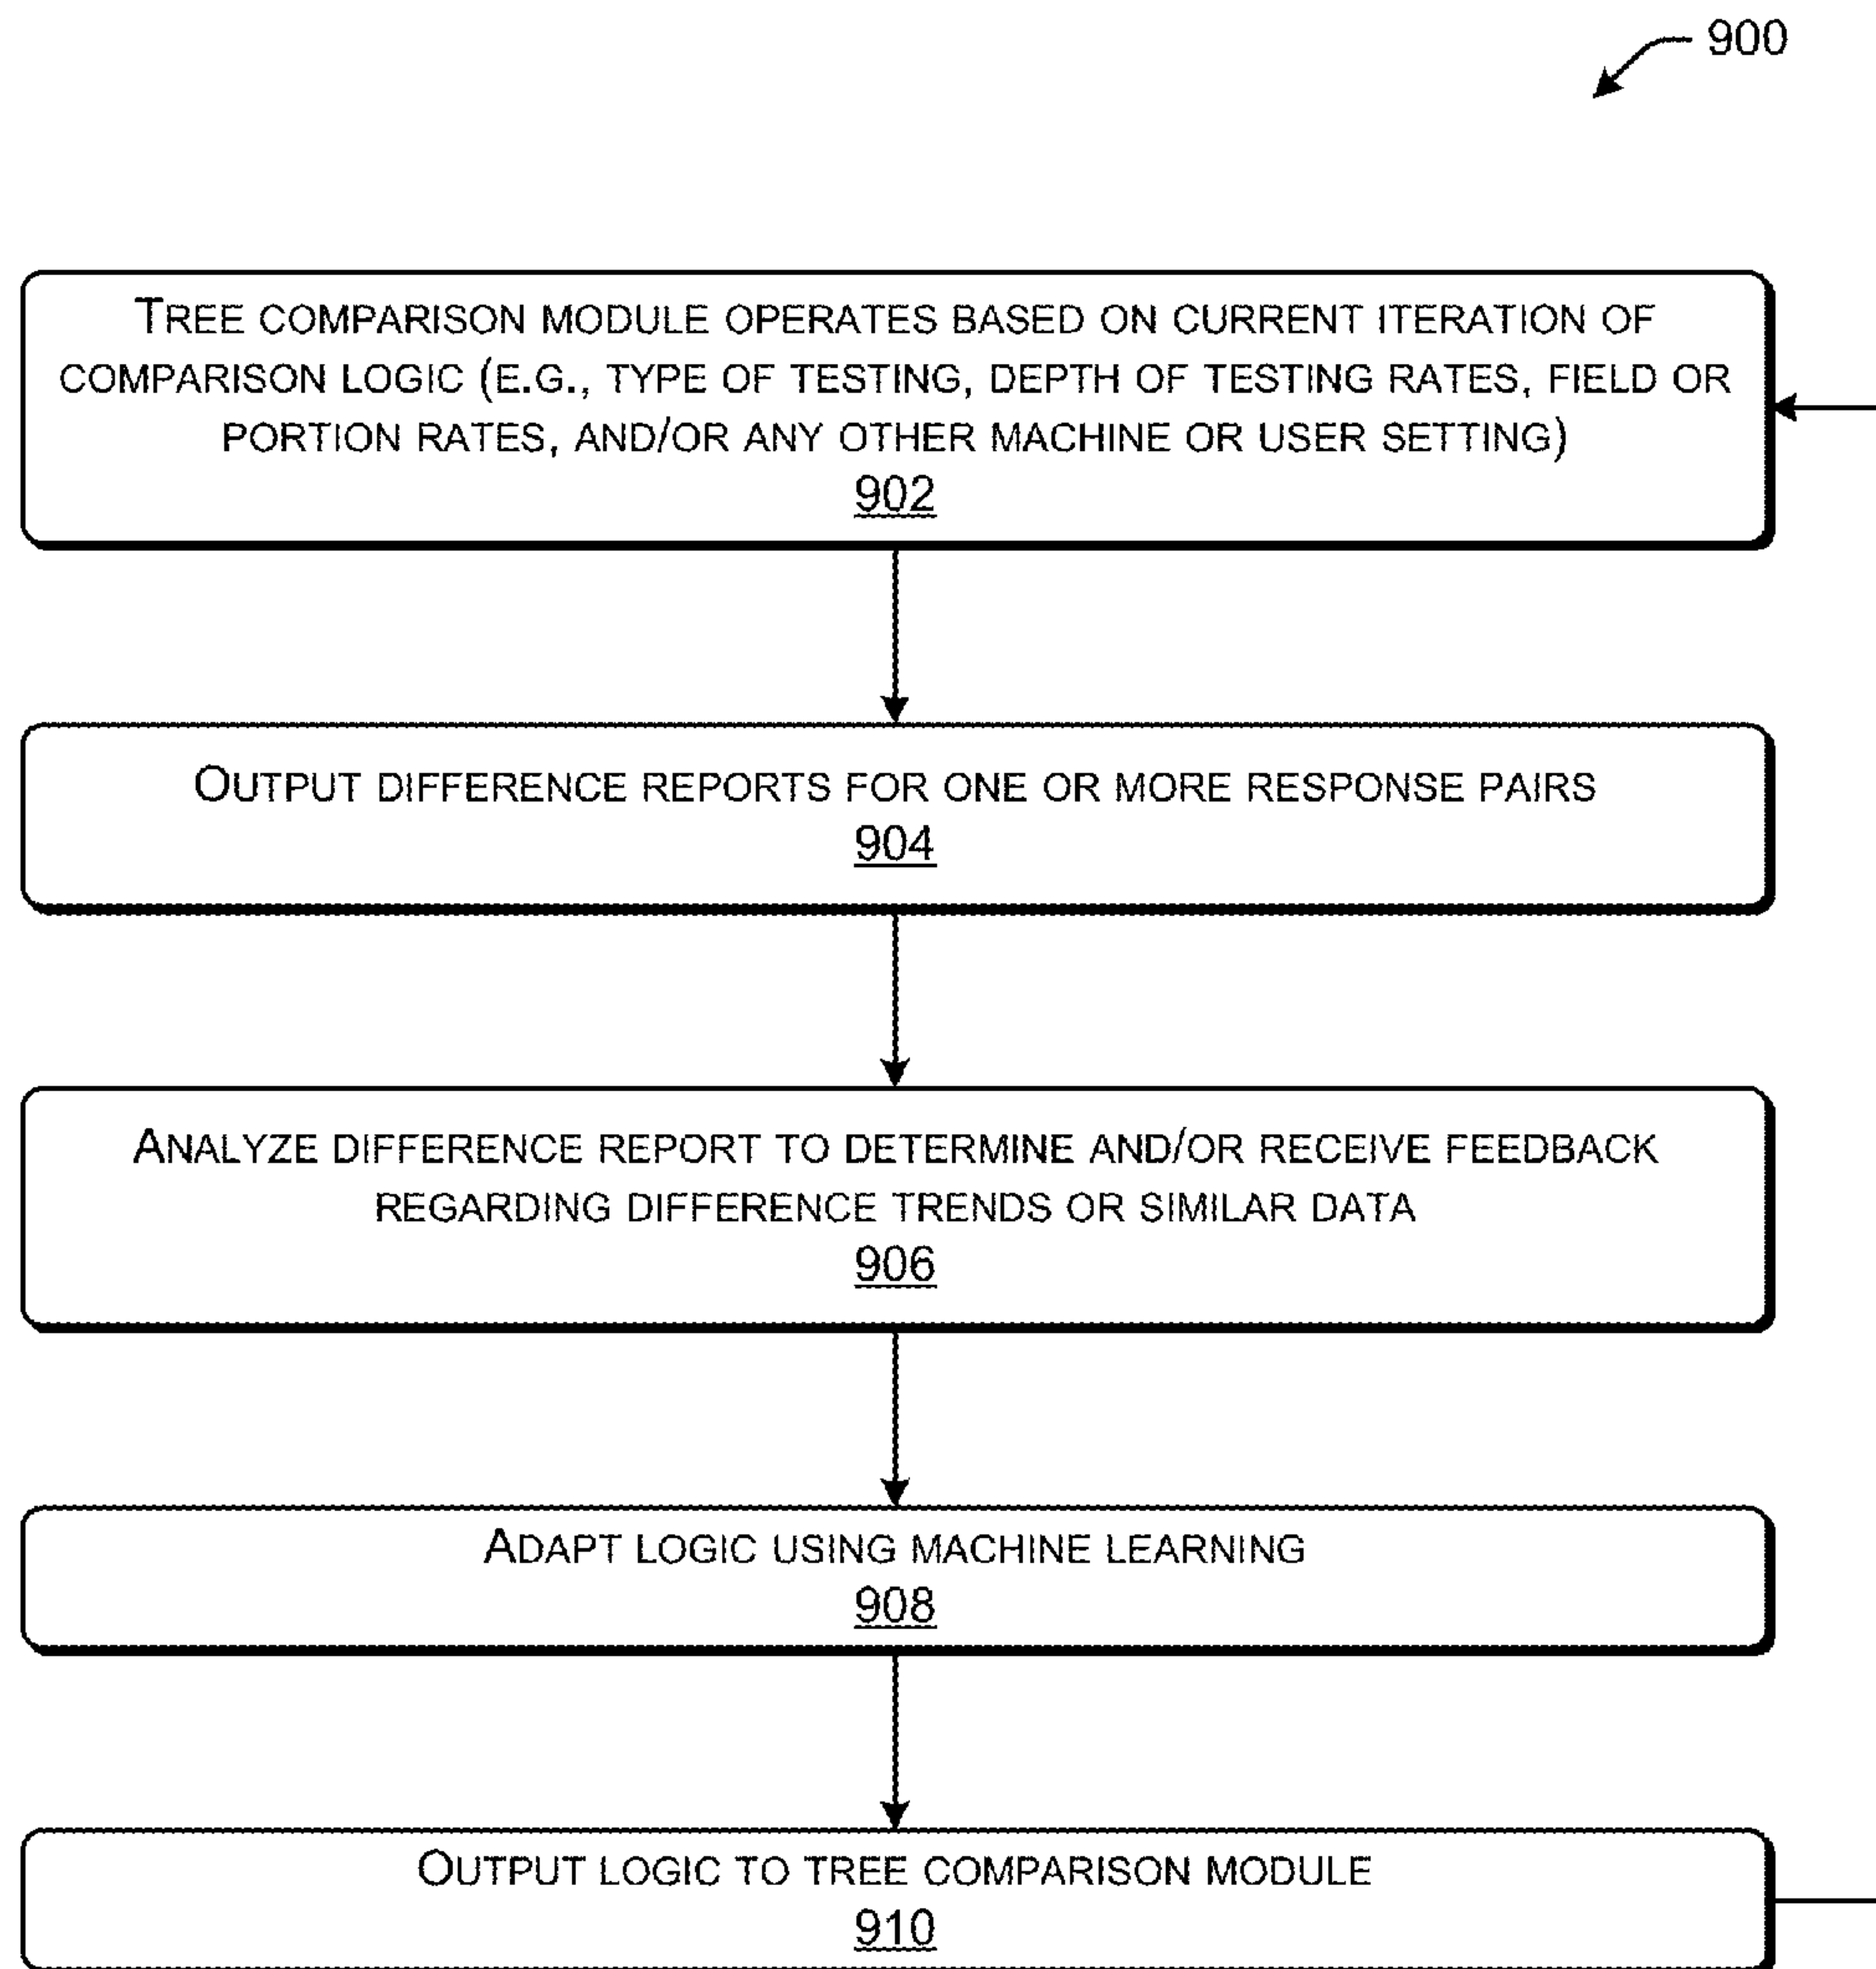 900
TREE COMPARISON MODULE OPERATES BASED ON CURRENT ITERATION OF
COMPARISON LOGIC (E.G., TYPE OF TESTING, DEPTH OF TESTING RATES, FIELD OR
PORTION RATES, AND/OR ANY OTHER MACHINE OR USER SETTING)
902
OUTPUT DIFFERENCE REPORTS FOR ONE OR MORE RESPONSE PAIRS
904
ANALYZE DIFFERENCE REPORT TO DETERMINE AND/OR RECEIVE FEEDBACK
REGARDING DIFFERENCE TRENDS OR SIMILAR DATA
906
ADAPT LOGIC USING MACHINE LEARNING
908
OUTPUT LOGIC TO TREE COMPARISON MODULE
910